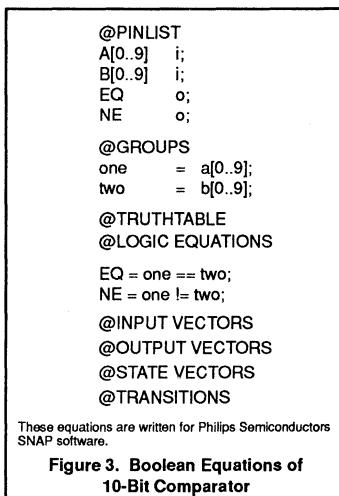 @PINLIST
A[0..9] i;
B[0..9] i;
EQ o;
NE o;
@GROUPS
one = a[0..9];
two = b[0..9];
@TRUTHTABLE
@LOGIC EQUATIONS
EQ = one == two;
NE = one != two;
@INPUT VECTORS
@OUTPUT VECTORS
@STATE VECTORS
@TRANSITIONS
These equations are written for Philips Semiconductors
SNAP software.
Figure 3. Boolean Equations of
10-Bit Comparator